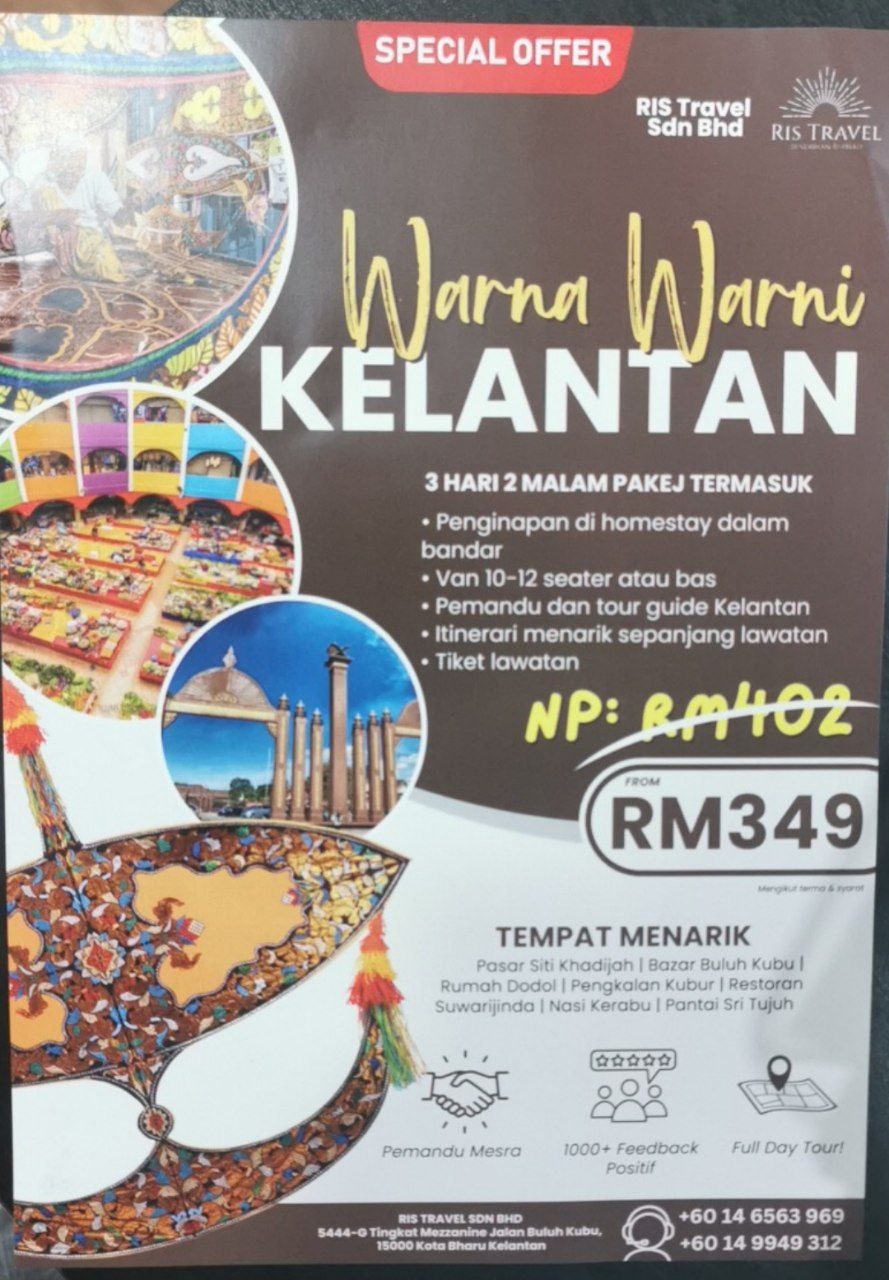 SPECIAL OFFER
RIS Travel
Sdn Bhd
RIS TRAVEL
Warna Warni
KELANTAN
3 HARI 2 MALAM PAKEJ TERMASUK
• Penginapan di homestay dalam
bandar
• Van 10-12 seater atau bas
• Pemandu dan tour guide Kelantan
• Itinerari menarik sepanjang lawatan
• Tiket lawatan
NP: RM402
FROM
RM349
Mengikut terma & syarat
TEMPAT MENARIK
Pasar Siti Khadijah | Bazar Buluh Kubu |
Rumah Dodol | Pengkalan Kubur | Restoran
Suwarijinda | Nasi Kerabu | Pantai Sri Tujuh
Pemandu Mesra
1000+ Feedback
Positif
Full Day Tour!
RIS TRAVEL SDN BHD
5444-G Tingkat Mezzanine Jalan Buluh Kubu,
15000 Kota Bharu Kelantan
+60 14 6563 969
+60 14 9949 312